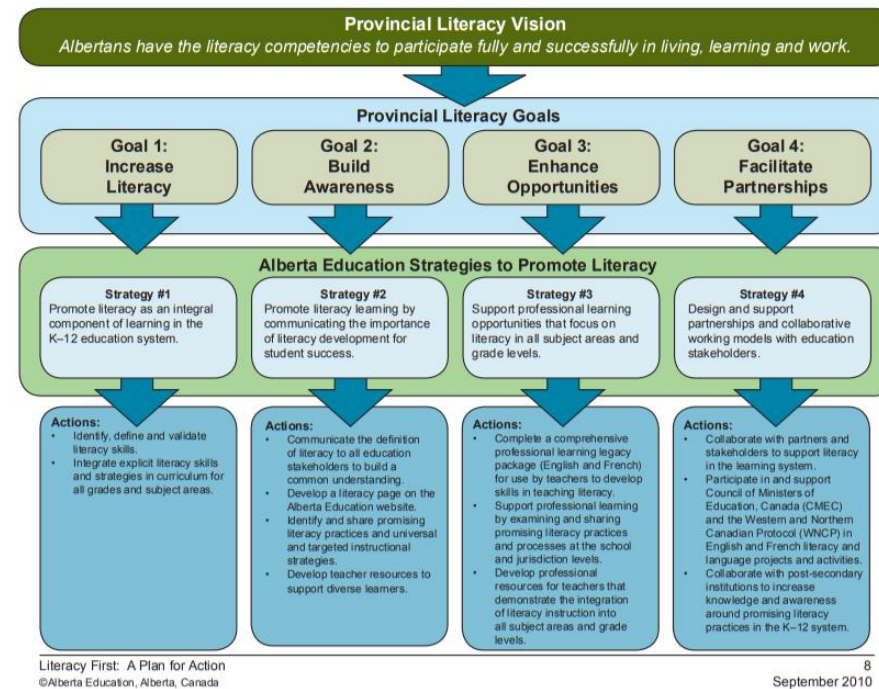 Provincial Literacy Vision
Albertans have the literacy competencies to participate fully and successfully in living, learning and work.
Provincial Literacy Goals
Goal 1:
Increase
Literacy
Goal 2:
Build
Awareness
Goal 3:
Enhance
Opportunities
Goal 4:
Facilitate
Partnerships
Alberta Education Strategies to Promote Literacy
Strategy #1
Promote literacy as an integral
component of learning in the
K–12 education system.
Strategy #2
Promote literacy learning by
communicating the importance
of literacy development for
student success.
Strategy #3
Support professional learning
opportunities that focus on
literacy in all subject areas and
grade levels.
Strategy #4
Design and support
partnerships and collaborative
working models with education
stakeholders.
Actions:
• Identify, define and validate
literacy skills.
• Integrate explicit literacy skills
and strategies in curriculum for
all grades and subject areas.
Actions:
• Communicate the definition
of literacy to all education
stakeholders to build a
common understanding.
• Develop a literacy page on the
Alberta Education website.
• Identify and share promising
literacy practices and universal
and targeted instructional
strategies.
• Develop teacher resources to
support diverse learners.
Actions:
• Complete a comprehensive
professional learning legacy
package (English and French)
for use by teachers to develop
skills in teaching literacy.
• Support professional learning
by examining and sharing
promising literacy practices
and processes at the school
and jurisdiction levels.
• Develop professional
resources for teachers that
demonstrate the integration
of literacy instruction into
all subject areas and grade
levels.
Actions:
• Collaborate with partners and
stakeholders to support literacy
in the learning system.
• Participate in and support
Council of Ministers of
Education, Canada (CMEC)
and the Western and Northern
Canadian Protocol (WNCP) in
English and French literacy and
language projects and activities.
• Collaborate with post-secondary
institutions to increase
knowledge and awareness
around promising literacy
practices in the K–12 system.
Literacy First: A Plan for Action
8
©Alberta Education, Alberta, Canada
September 2010